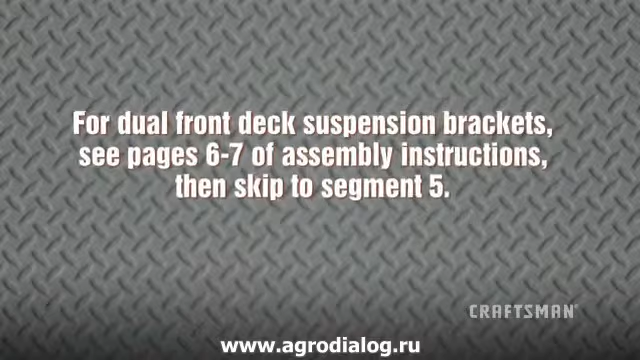 For dual front deck suspension brackets,
see pages 6-7 of assembly instructions,
then skip to segment 5.
CRAFTSMAN®
www.agrodialog.ru